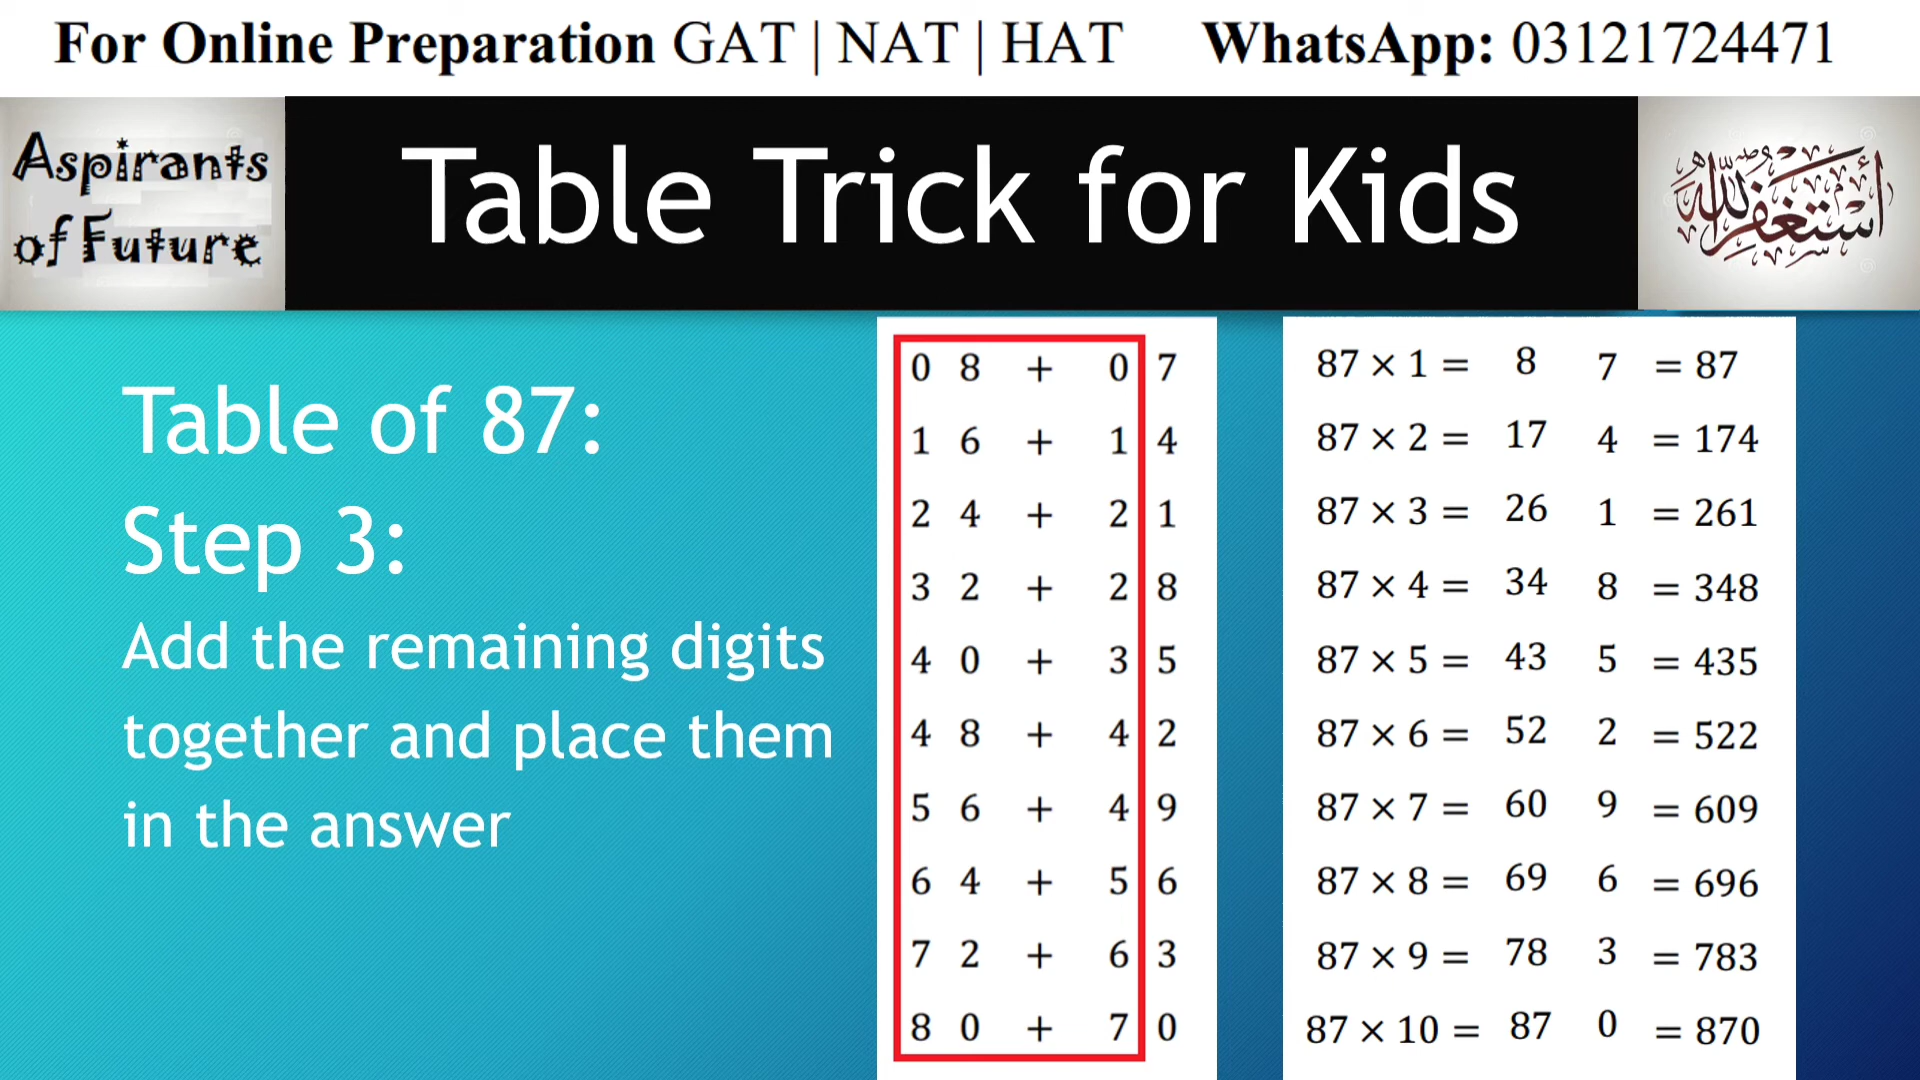 For Online Preparation GAT | NAT | HAT WhatsApp: 03121724471
Aspirants
of Future
Table Trick for Kids
أستغفر الله
Table of 87:
Step 3:
Add the remaining digits
together and place them
in the answer
0 8 + 0 7
1 6 + 1 4
2 4 + 2 1
3 2 + 2 8
4 0 + 3 5
4 8 + 4 2
5 6 + 4 9
6 4 + 5 6
7 2 + 6 3
8 0 + 7 0
87 × 1 = 8 7 = 87
87 × 2 = 17 4 = 174
87 × 3 = 26 1 = 261
87 × 4 = 34 8 = 348
87 × 5 = 43 5 = 435
87 × 6 = 52 2 = 522
87 × 7 = 60 9 = 609
87 × 8 = 69 6 = 696
87 × 9 = 78 3 = 783
87 × 10 = 87 0 = 870